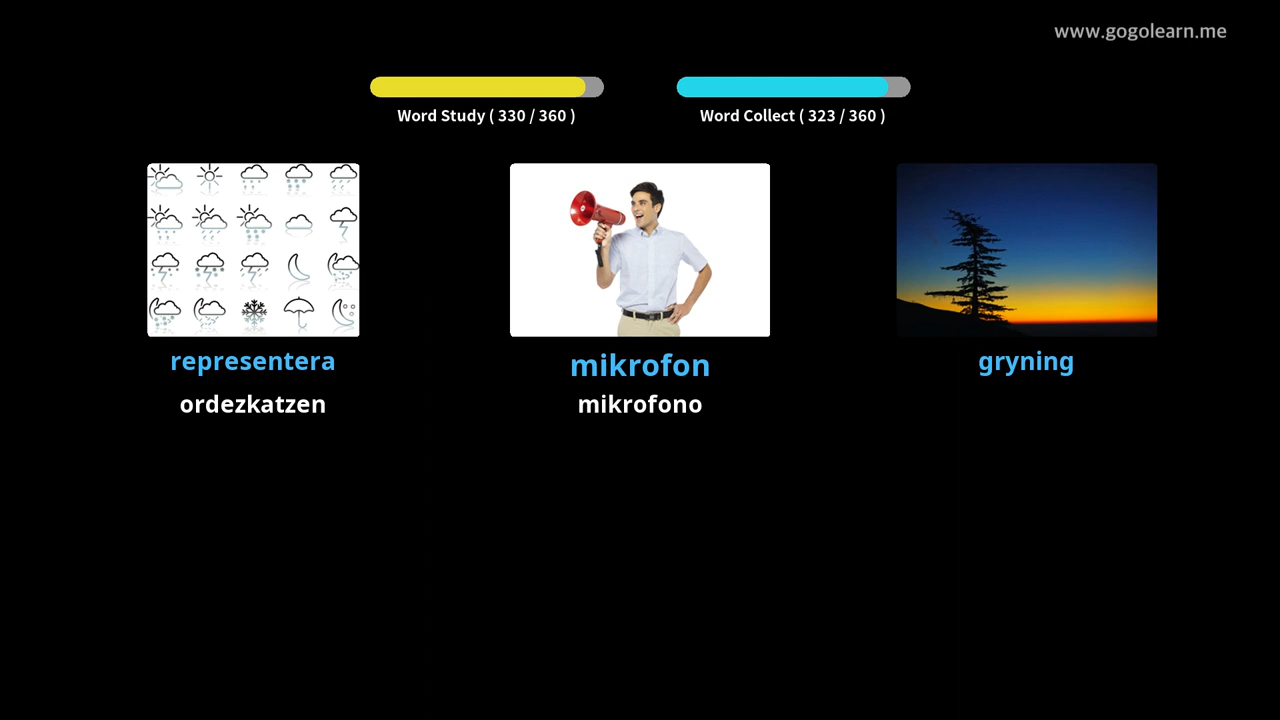 www.gogolearn.me
Word Study ( 330 / 360 )
Word Collect ( 323 / 360 )
representera
ordezkatzen
mikrofon
mikrofono
gryning